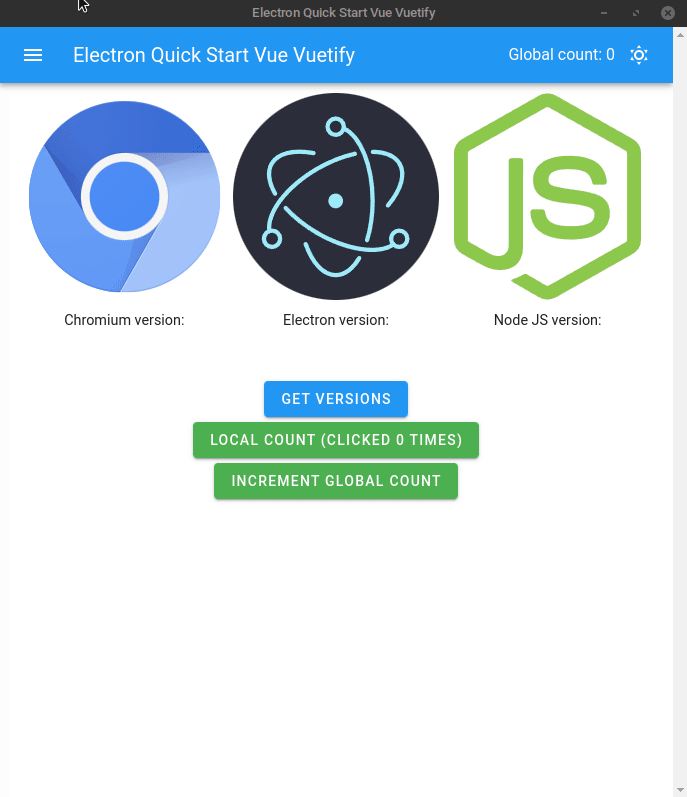 Electron Quick Start Vue Vuetify
Electron Quick Start Vue Vuetify Global count: 0
JS
Chromium version: Electron version: Node JS version:
GET VERSIONS
LOCAL COUNT (CLICKED 0 TIMES)
INCREMENT GLOBAL COUNT